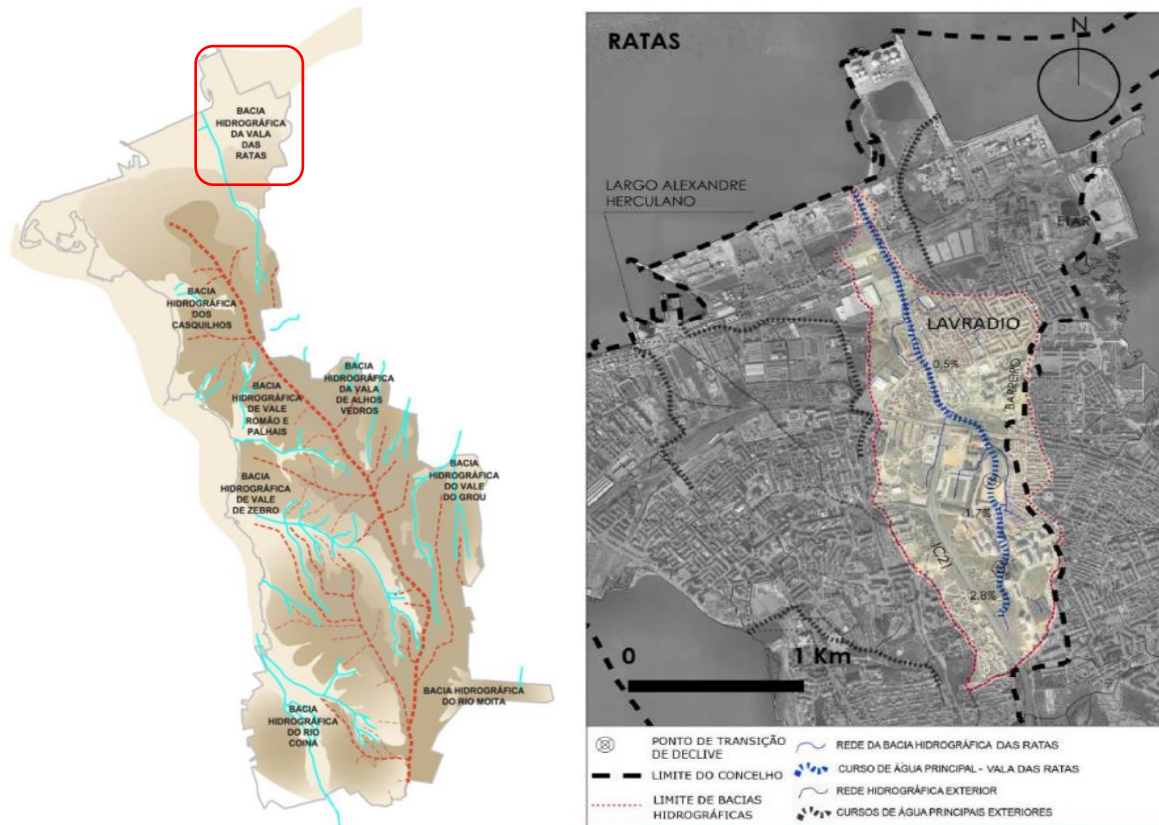 BACIA
HIDROGRÁFICA
DA VALA
DAS
RATAS
BACIA
HIDROGRÁFICA
DOS
CASQUILHOS
BACIA
HIDROGRÁFICA
DA VALA
DE ALHOS
VEDROS
BACIA
HIDROGRÁFICA
DE VALE
ROMÃO E
PALHAIS
BACIA
HIDROGRÁFICA
DO VALE
DO GROU
BACIA
HIDROGRÁFICA
DE VALE
DE ZEBRO
BACIA HIDROGRÁFICA
DO RIO MOITA
BACIA
HIDROGRÁFICA
DO RIO
COINA
RATAS
N
LARGO ALEXANDRE
HERCULANO
ETAR
LAVRADIO
0,5%
BARREIRO
1.7%
IC21
2.8%
0
1 Km
PONTO DE TRANSIÇÃO
DE DECLIVE
LIMITE DO CONCELHO
LIMITE DE BACIAS
HIDROGRÁFICAS
REDE DA BACIA HIDROGRÁFICA DAS RATAS
CURSO DE ÁGUA PRINCIPAL - VALA DAS RATAS
REDE HIDROGRÁFICA EXTERIOR
CURSOS DE ÁGUA PRINCIPAIS EXTERIORES